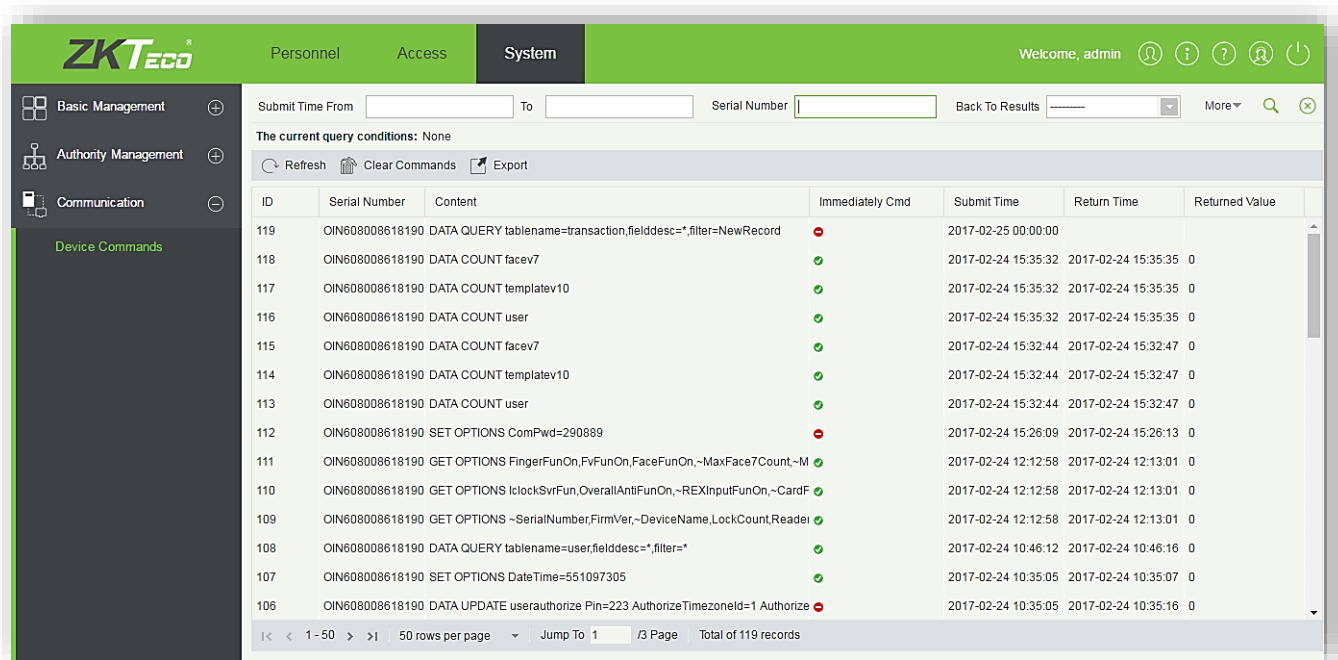 ZKTECO ® Personnel Access System Welcome, admin
Basic Management
Authority Management
Communication
Device Commands
Submit Time From To Serial Number Back To Results --------- More
The current query conditions: None
Refresh Clear Commands Export
ID Serial Number Content Immediately Cmd Submit Time Return Time Returned Value
119 OIN608008618190 DATA QUERY tablename=transaction,fielddesc=*,filter=NewRecord 2017-02-25 00:00:00
118 OIN608008618190 DATA COUNT facev7 2017-02-24 15:35:32 2017-02-24 15:35:35 0
117 OIN608008618190 DATA COUNT templatev10 2017-02-24 15:35:32 2017-02-24 15:35:35 0
116 OIN608008618190 DATA COUNT user 2017-02-24 15:35:32 2017-02-24 15:35:35 0
115 OIN608008618190 DATA COUNT facev7 2017-02-24 15:32:44 2017-02-24 15:32:47 0
114 OIN608008618190 DATA COUNT templatev10 2017-02-24 15:32:44 2017-02-24 15:32:47 0
113 OIN608008618190 DATA COUNT user 2017-02-24 15:32:44 2017-02-24 15:32:47 0
112 OIN608008618190 SET OPTIONS ComPwd=290889 2017-02-24 15:26:09 2017-02-24 15:26:13 0
111 OIN608008618190 GET OPTIONS FingerFunOn,FvFunOn,FaceFunOn,~MaxFace7Count,~M 2017-02-24 12:12:58 2017-02-24 12:13:01 0
110 OIN608008618190 GET OPTIONS IclockSvrFun,OverallAntiFunOn,~REXInputFunOn,~CardF 2017-02-24 12:12:58 2017-02-24 12:13:01 0
109 OIN608008618190 GET OPTIONS ~SerialNumber,FirmVer,~DeviceName,LockCount,Reader 2017-02-24 12:12:58 2017-02-24 12:13:01 0
108 OIN608008618190 DATA QUERY tablename=user,fielddesc=*,filter=* 2017-02-24 10:46:12 2017-02-24 10:46:16 0
107 OIN608008618190 SET OPTIONS DateTime=551097305 2017-02-24 10:35:05 2017-02-24 10:35:07 0
106 OIN608008618190 DATA UPDATE userauthorize Pin=223 AuthorizeTimezoneId=1 Authorize 2017-02-24 10:35:05 2017-02-24 10:35:16 0
1 - 50 50 rows per page Jump To 1 /3 Page Total of 119 records